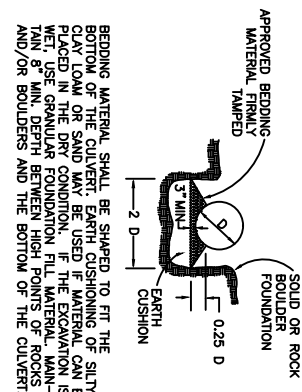 APPROVED BEDDING
MATERIAL FIRMLY
TAMPED
SOLID OR ROCK
BOULDER
FOUNDATION
D
0.25 D
3" MIN.
2 D
EARTH
CUSHION
BEDDING MATERIAL SHALL BE SHAPED TO FIT THE
BOTTOM OF THE CULVERT. EARTH CUSHIONING OF SILTY
CLAY LOAM OR SAND MAY BE USED IF MATERIAL CAN B
PLACED IN THE DRY CONDITION. IF THE EXCAVATION IS
WET, USE GRANULAR FOUNDATION FILL MATERIAL. MAIN-
TAIN 8" MIN. DEPTH BETWEEN HIGH POINTS OF ROCKS
AND/OR BOULDERS AND THE BOTTOM OF THE CULVERT